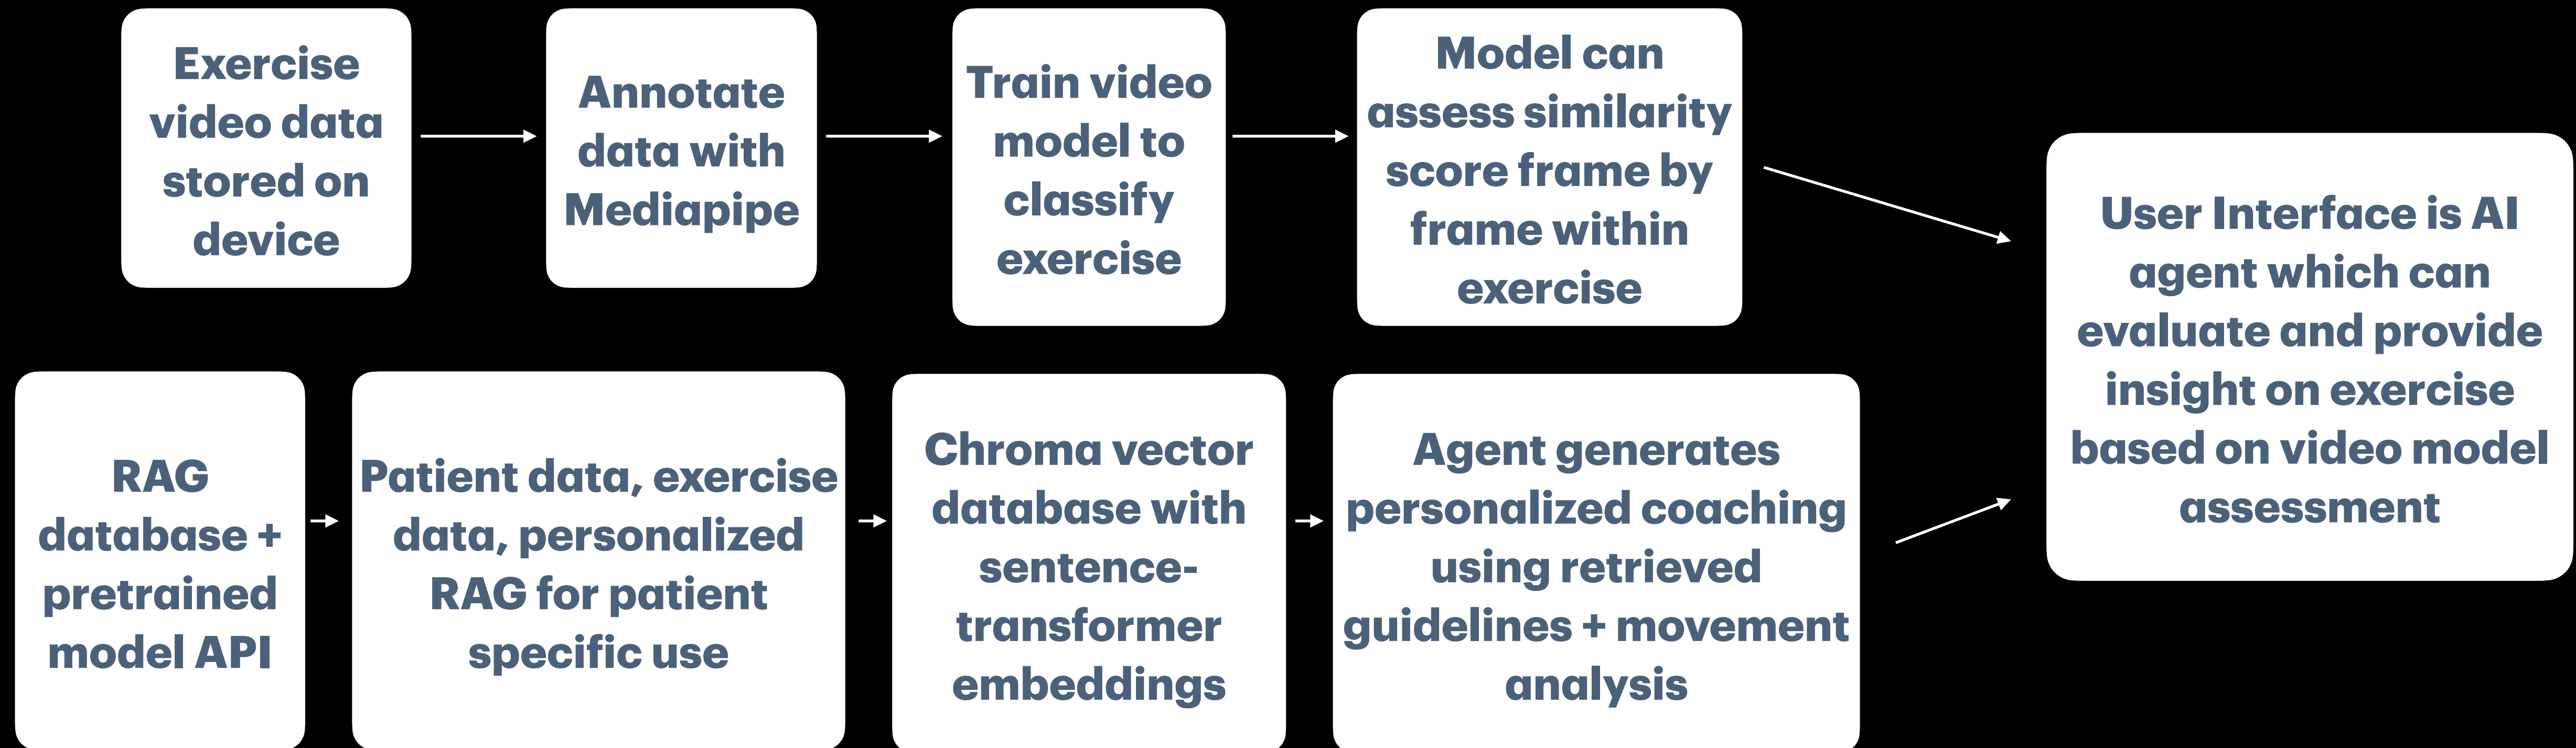 Exercise
video data
stored on
device
Annotate
data with
Mediapipe
Train video
model to
classify
exercise
Model can
assess similarity
score frame by
frame within
exercise
User Interface is AI
agent which can
evaluate and provide
insight on exercise
based on video model
assessment
RAG
database +
pretrained
model API
Patient data, exercise
data, personalized
RAG for patient
specific use
Chroma vector
database with
sentence-
transformer
embeddings
Agent generates
personalized coaching
using retrieved
guidelines + movement
analysis